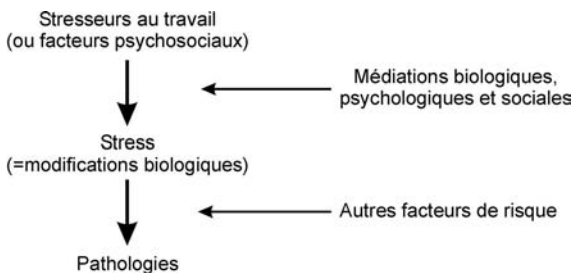 Stresseurs au travail
(ou facteurs psychosociaux)
Médiations biologiques,
psychologiques et sociales
Stress
(=modifications biologiques)
Autres facteurs de risque
Pathologies